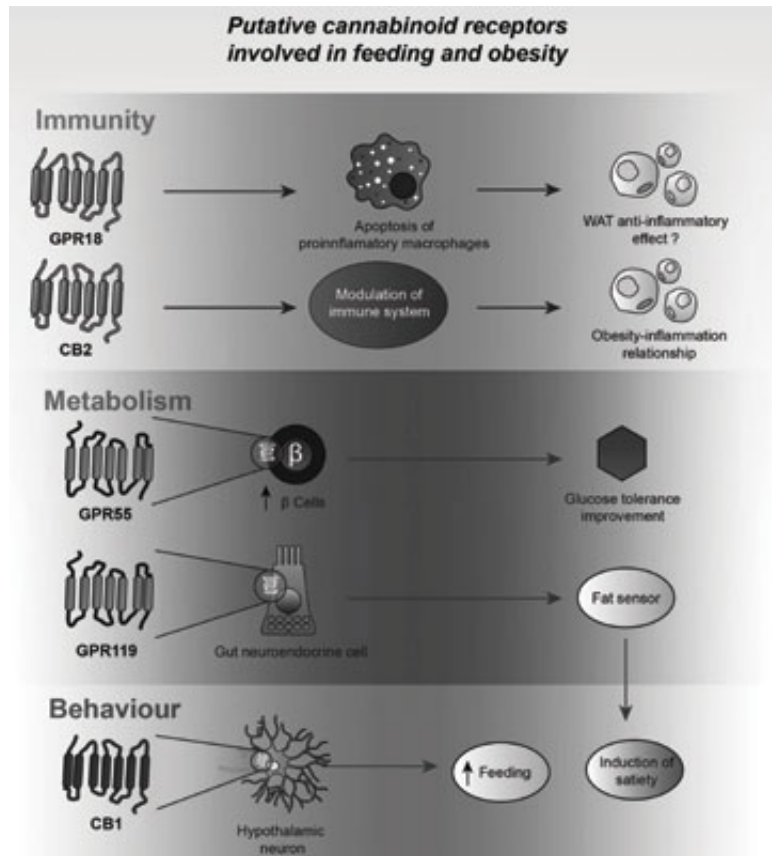 Putative cannabinoid receptors
involved in feeding and obesity
Immunity
GPR18
Apoptosis of
proinnflamatory macrophages
WAT anti-inflammatory
effect ?
CB2
Modulation of
immune system
Obesity-inflammation
relationship
Metabolism
GPR55
β
β Cells
Glucose tolerance
improvement
GPR119
Gut neuroendocrine cell
Fat sensor
Behaviour
CB1
Hypothalamic
neuron
Feeding
Induction of
satiety